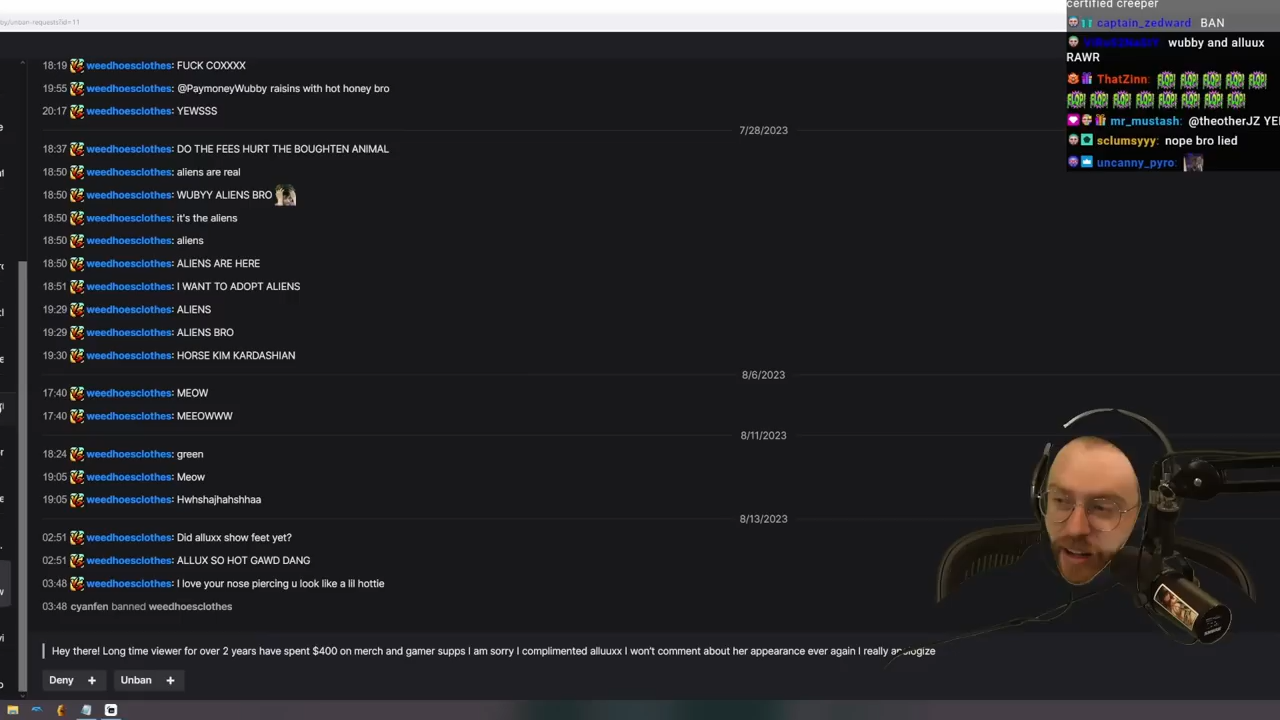 by/unban-requests?id=11
18:19 weedhoesclothes: FUCK COXXXX
19:55 weedhoesclothes: @PaymoneyWubby raisins with hot honey bro
20:17 weedhoesclothes: YEWSSS
7/28/2023
18:37 weedhoesclothes: DO THE FEES HURT THE BOUGHTEN ANIMAL
18:50 weedhoesclothes: aliens are real
18:50 weedhoesclothes: WUBYY ALIENS BRO
18:50 weedhoesclothes: it's the aliens
18:50 weedhoesclothes: aliens
18:50 weedhoesclothes: ALIENS ARE HERE
18:51 weedhoesclothes: I WANT TO ADOPT ALIENS
19:29 weedhoesclothes: ALIENS
19:29 weedhoesclothes: ALIENS BRO
19:30 weedhoesclothes: HORSE KIM KARDASHIAN
8/6/2023
17:40 weedhoesclothes: MEOW
17:40 weedhoesclothes: MEEOWWW
8/11/2023
18:24 weedhoesclothes: green
19:05 weedhoesclothes: Meow
19:05 weedhoesclothes: Hwhshajhahshhaa
8/13/2023
02:51 weedhoesclothes: Did alluxx show feet yet?
02:51 weedhoesclothes: ALLUX SO HOT GAWD DANG
03:48 weedhoesclothes: I love your nose piercing u look like a lil hottie
03:48 cyanfen banned weedhoesclothes
Hey there! Long time viewer for over 2 years have spent $400 on merch and gamer supps I am sorry I complimented alluuxx I won't comment about her appearance ever again I really apologize
Deny + Unban +
certified creeper
captain_zedward BAN
wubby and alluux
RAWR
ThatZinn:
mr_mustash: @theotherJZ YE
sclumsyyy: nope bro lied
uncanny_pyro: